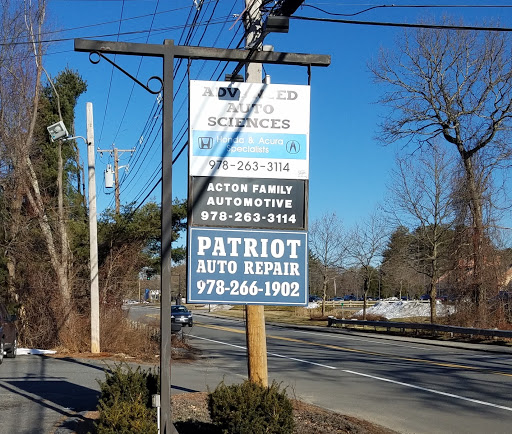 ADVANCED
AUTO
SCIENCES
Honda & Acura
Specialists
978-263-3114
ACTON FAMILY
AUTOMOTIVE
978-263-3114
PATRIOT
AUTO REPAIR
978-266-1902